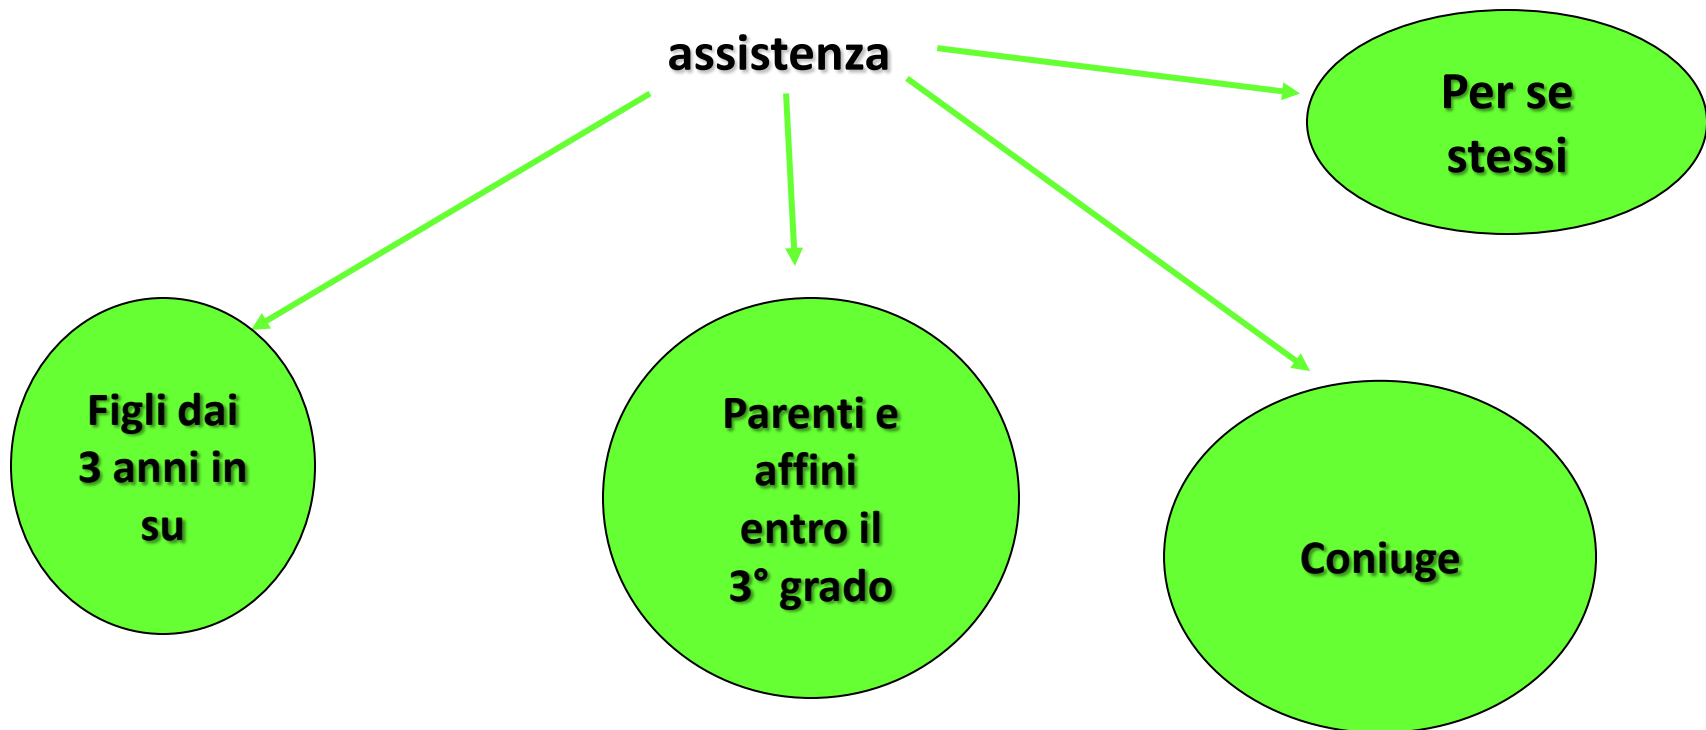 assistenza
Per se
stessi
Figli dai
3 anni in
su
Parenti e
affini
entro il
3° grado
Coniuge